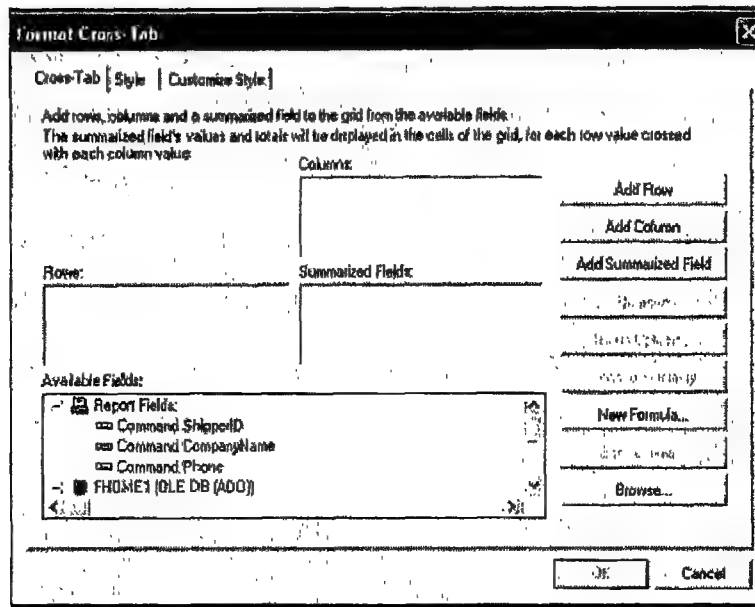 Format Cross-Tab
Cross-Tab Style Customize Style
Add rows, columns and a summarized field to the grid from the available fields.
The summarized field's values and totals will be displayed in the cells of the grid, for each row value crossed
with each column value.
Columns:
Add Row
Add Column
Rows:
Summarized Fields:
Add Summarized Field
Available Fields:
Report Fields:
Command.ShipperID
Command.CompanyName
Command.Phone
FHOME1 (OLE DB (ADO))
New Formula...
Browse...
OK
Cancel